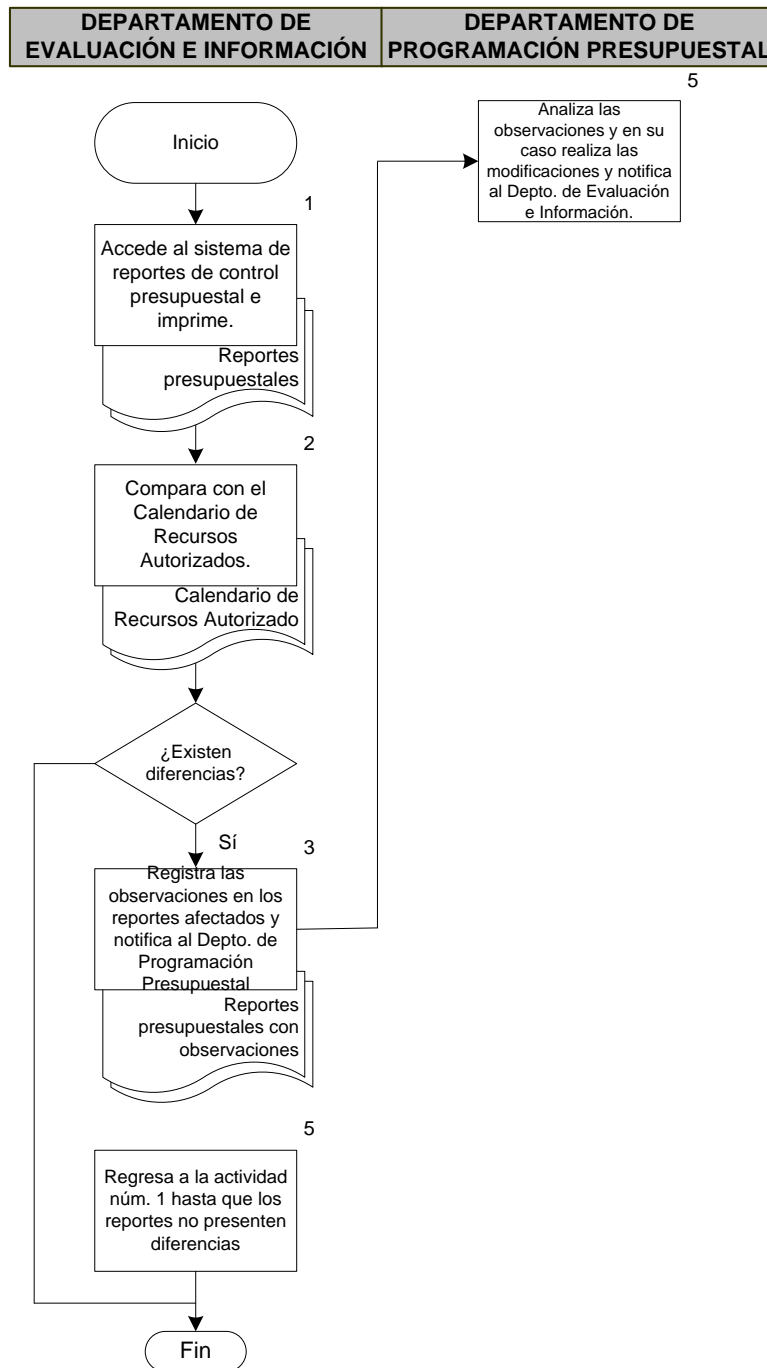 DEPARTAMENTO DE
EVALUACIÓN E INFORMACIÓN
DEPARTAMENTO DE
PROGRAMACIÓN PRESUPUESTAL
Inicio
1
Accede al sistema de
reportes de control
presupuestal e
imprime.
Reportes
presupuestales
2
Compara con el
Calendario de
Recursos
Autorizados.
Calendario de
Recursos Autorizado
¿Existen
diferencias?
Sí
3
Registra las
observaciones en los
reportes afectados y
notifica al Depto. de
Programación
Presupuestal
Reportes
presupuestales con
observaciones
5
Analiza las
observaciones y en su
caso realiza las
modificaciones y notifica
al Depto. de Evaluación
e Información.
5
Regresa a la actividad
núm. 1 hasta que los
reportes no presenten
diferencias
Fin